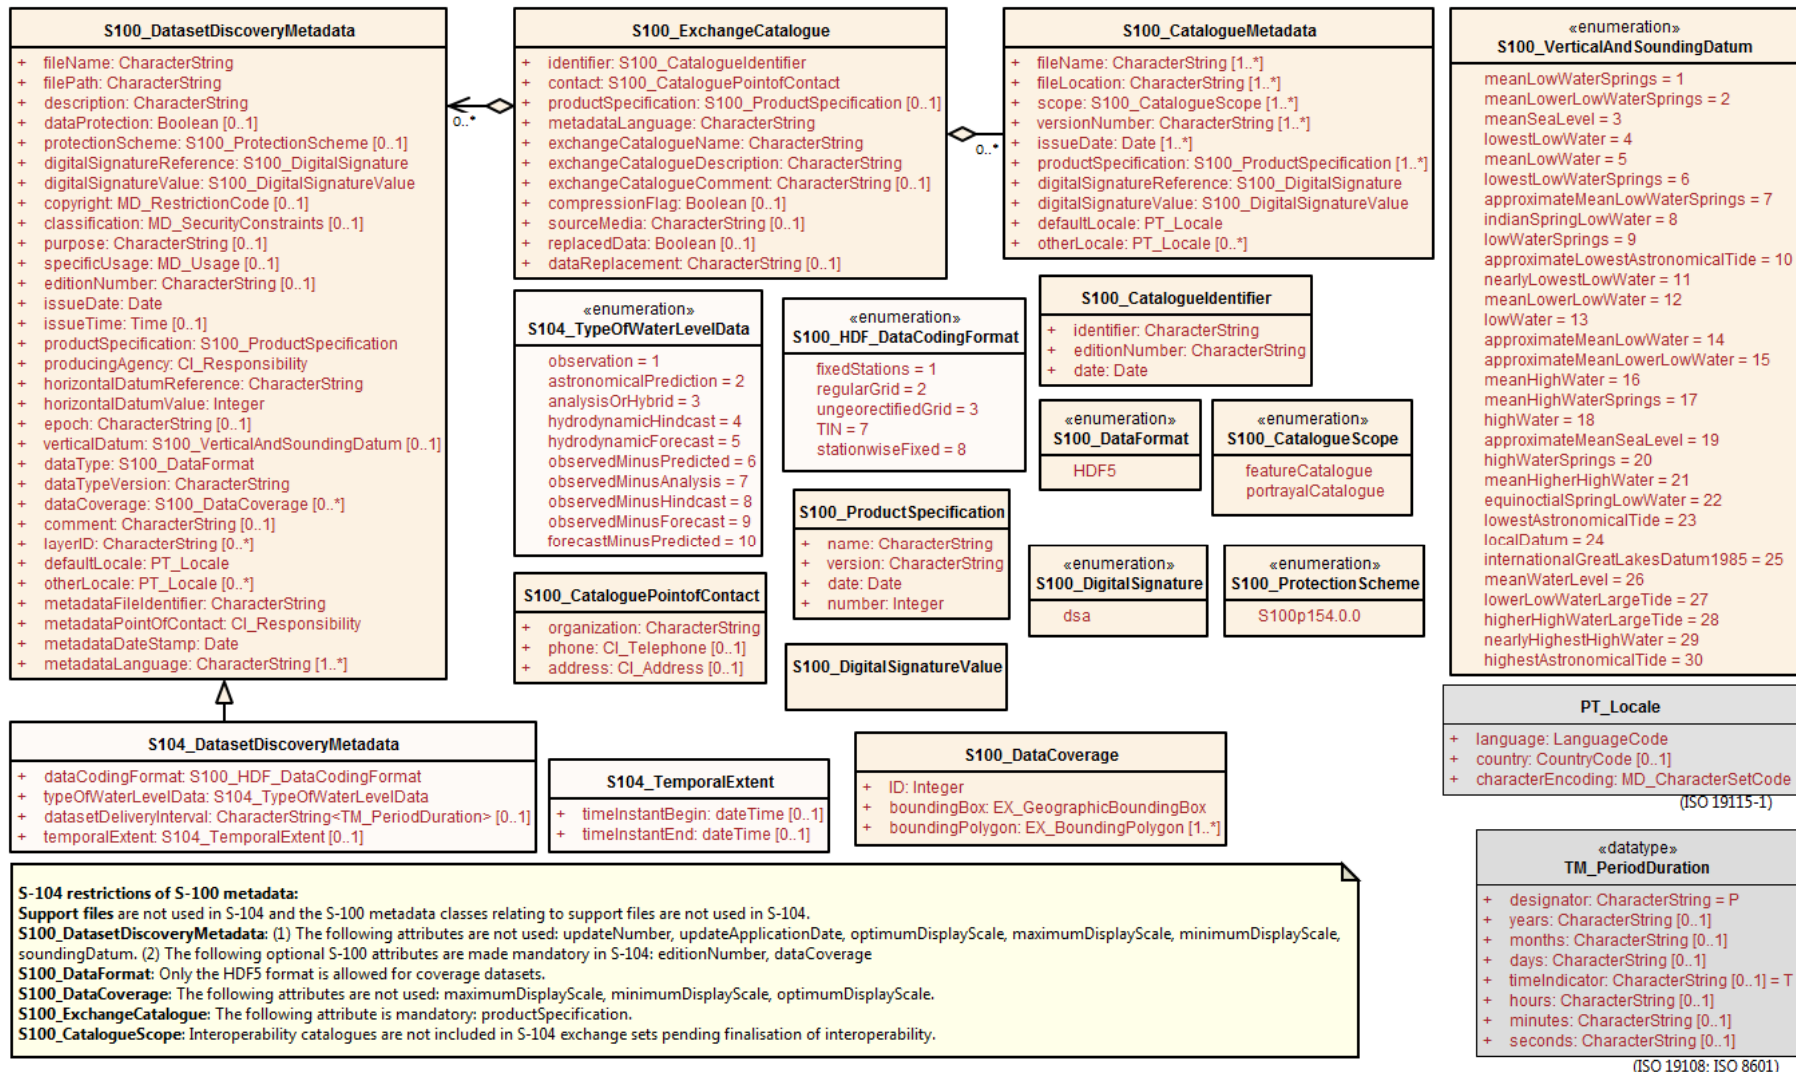 S100_DatasetDiscoveryMetadata
+ fileName: CharacterString
+ filePath: CharacterString
+ description: CharacterString
+ dataProtection: Boolean [0..1]
+ protectionScheme: S100_ProtectionScheme [0..1]
+ digitalSignatureReference: S100_DigitalSignature
+ digitalSignatureValue: S100_DigitalSignatureValue
+ copyright: MD_RestrictionCode [0..1]
+ classification: MD_SecurityConstraints [0..1]
+ purpose: CharacterString [0..1]
+ specificUsage: MD_Usage [0..1]
+ editionNumber: CharacterString [0..1]
+ issueDate: Date
+ issueTime: Time [0..1]
+ productSpecification: S100_ProductSpecification
+ producingAgency: CI_Responsibility
+ horizontalDatumReference: CharacterString
+ horizontalDatumValue: Integer
+ epoch: CharacterString [0..1]
+ verticalDatum: S100_VerticalAndSoundingDatum [0..1]
+ dataType: S100_DataFormat
+ dataTypeVersion: CharacterString
+ dataCoverage: S100_DataCoverage [0..*]
+ comment: CharacterString [0..1]
+ layerID: CharacterString [0..*]
+ defaultLocale: PT_Locale
+ otherLocale: PT_Locale [0..*]
+ metadataFileIdentifier: CharacterString
+ metadataPointOfContact: CI_Responsibility
+ metadataDateStamp: Date
+ metadataLanguage: CharacterString [1..*]
0..*
S100_ExchangeCatalogue
+ identifier: S100_CatalogueIdentifier
+ contact: S100_CataloguePointofContact
+ productSpecification: S100_ProductSpecification [0..1]
+ metadataLanguage: CharacterString
+ exchangeCatalogueName: CharacterString
+ exchangeCatalogueDescription: CharacterString
+ exchangeCatalogueComment: CharacterString [0..1]
+ compressionFlag: Boolean [0..1]
+ sourceMedia: CharacterString [0..1]
+ replacedData: Boolean [0..1]
+ dataReplacement: CharacterString [0..1]
0..*
S100_CatalogueMetadata
+ fileName: CharacterString [1..*]
+ fileLocation: CharacterString [1..*]
+ scope: S100_CatalogueScope [1..*]
+ versionNumber: CharacterString [1..*]
+ issueDate: Date [1..*]
+ productSpecification: S100_ProductSpecification [1..*]
+ digitalSignatureReference: S100_DigitalSignature
+ digitalSignatureValue: S100_DigitalSignatureValue
+ defaultLocale: PT_Locale
+ otherLocale: PT_Locale [0..*]
«enumeration»
S100_VerticalAndSoundingDatum
meanLowWaterSprings = 1
meanLowerLowWaterSprings = 2
meanSeaLevel = 3
lowestLowWater = 4
meanLowWater = 5
lowestLowWaterSprings = 6
approximateMeanLowWaterSprings = 7
indianSpringLowWater = 8
lowWaterSprings = 9
approximateLowestAstronomicalTide = 10
nearlyLowestLowWater = 11
meanLowerLowWater = 12
lowWater = 13
approximateMeanLowWater = 14
approximateMeanLowerLowWater = 15
meanHighWater = 16
meanHighWaterSprings = 17
highWater = 18
approximateMeanSeaLevel = 19
highWaterSprings = 20
meanHigherHighWater = 21
equinoctialSpringLowWater = 22
lowestAstronomicalTide = 23
localDatum = 24
internationalGreatLakesDatum1985 = 25
meanWaterLevel = 26
lowerLowWaterLargeTide = 27
higherHighWaterLargeTide = 28
nearlyHighestHighWater = 29
highestAstronomicalTide = 30
«enumeration»
S104_TypeOfWaterLevelData
observation = 1
astronomicalPrediction = 2
analysisOrHybrid = 3
hydrodynamicHindcast = 4
hydrodynamicForecast = 5
observedMinusPredicted = 6
observedMinusAnalysis = 7
observedMinusHindcast = 8
observedMinusForecast = 9
forecastMinusPredicted = 10
«enumeration»
S100_HDF_DataCodingFormat
fixedStations = 1
regularGrid = 2
ungeorectifiedGrid = 3
TIN = 7
stationwiseFixed = 8
S100_CatalogueIdentifier
+ identifier: CharacterString
+ editionNumber: CharacterString
+ date: Date
«enumeration»
S100_DataFormat
HDF5
«enumeration»
S100_CatalogueScope
featureCatalogue
portrayalCatalogue
S100_ProductSpecification
+ name: CharacterString
+ version: CharacterString
+ date: Date
+ number: Integer
«enumeration»
S100_DigitalSignature
dsa
«enumeration»
S100_ProtectionScheme
S100p154.0.0
S100_CataloguePointofContact
+ organization: CharacterString
+ phone: CI_Telephone [0..1]
+ address: CI_Address [0..1]
S100_DigitalSignatureValue
PT_Locale
+ language: LanguageCode
+ country: CountryCode [0..1]
+ characterEncoding: MD_CharacterSetCode
(ISO 19115-1)
S104_DatasetDiscoveryMetadata
+ dataCodingFormat: S100_HDF_DataCodingFormat
+ typeOfWaterLevelData: S104_TypeOfWaterLevelData
+ datasetDeliveryInterval: CharacterString<TM_PeriodDuration> [0..1]
+ temporalExtent: S104_TemporalExtent [0..1]
S104_TemporalExtent
+ timeInstantBegin: dateTime [0..1]
+ timeInstantEnd: dateTime [0..1]
S100_DataCoverage
+ ID: Integer
+ boundingBox: EX_GeographicBoundingBox
+ boundingPolygon: EX_BoundingPolygon [1..*]
«datatype»
TM_PeriodDuration
+ designator: CharacterString = P
+ years: CharacterString [0..1]
+ months: CharacterString [0..1]
+ days: CharacterString [0..1]
+ timeIndicator: CharacterString [0..1] = T
+ hours: CharacterString [0..1]
+ minutes: CharacterString [0..1]
+ seconds: CharacterString [0..1]
(ISO 19108; ISO 8601)
S-104 restrictions of S-100 metadata:
Support files are not used in S-104 and the S-100 metadata classes relating to support files are not used in S-104.
S100_DatasetDiscoveryMetadata: (1) The following attributes are not used: updateNumber, updateApplicationDate, optimumDisplayScale, maximumDisplayScale, minimumDisplayScale,
soundingDatum. (2) The following optional S-100 attributes are made mandatory in S-104: editionNumber, dataCoverage
S100_DataFormat: Only the HDF5 format is allowed for coverage datasets.
S100_DataCoverage: The following attributes are not used: maximumDisplayScale, minimumDisplayScale, optimumDisplayScale.
S100_ExchangeCatalogue: The following attribute is mandatory: productSpecification.
S100_CatalogueScope: Interoperability catalogues are not included in S-104 exchange sets pending finalisation of interoperability.